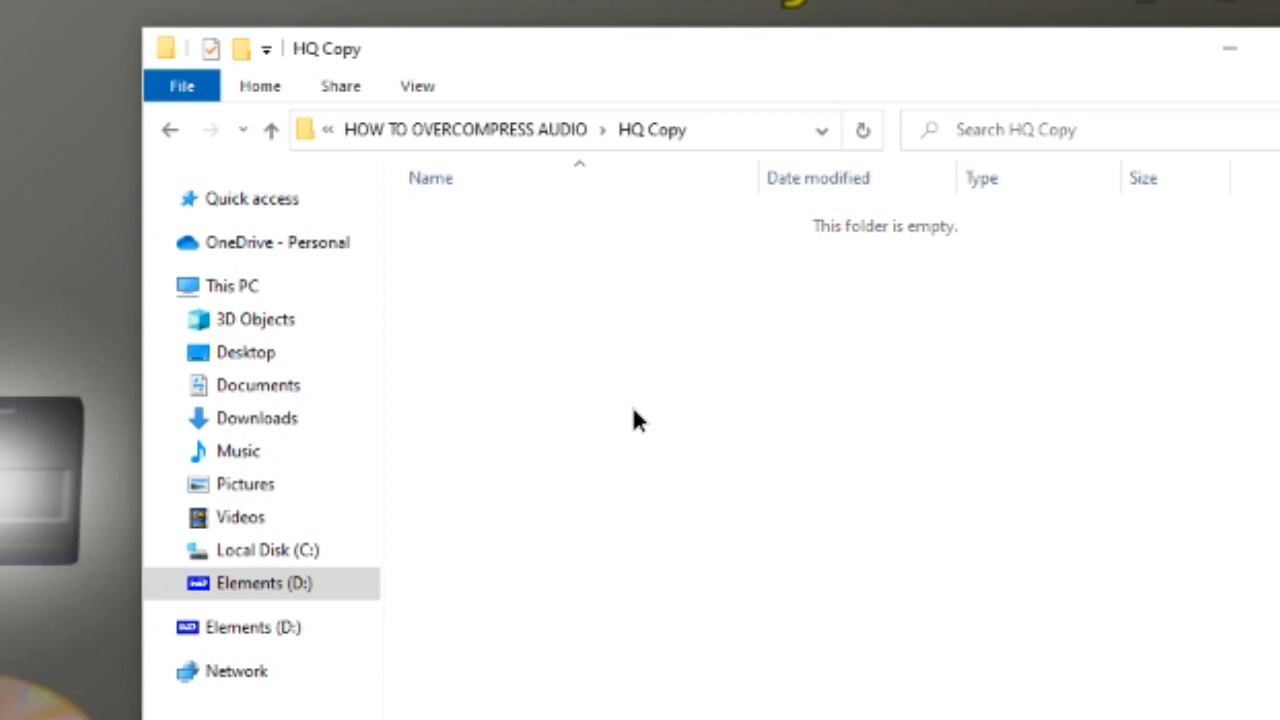 HQ Copy
File Home Share View
« HOW TO OVERCOMPRESS AUDIO › HQ Copy Search HQ Copy
Name Date modified Type Size
This folder is empty.
Quick access
OneDrive - Personal
This PC
3D Objects
Desktop
Documents
Downloads
Music
Pictures
Videos
Local Disk (C:)
Elements (D:)
Elements (D:)
Network